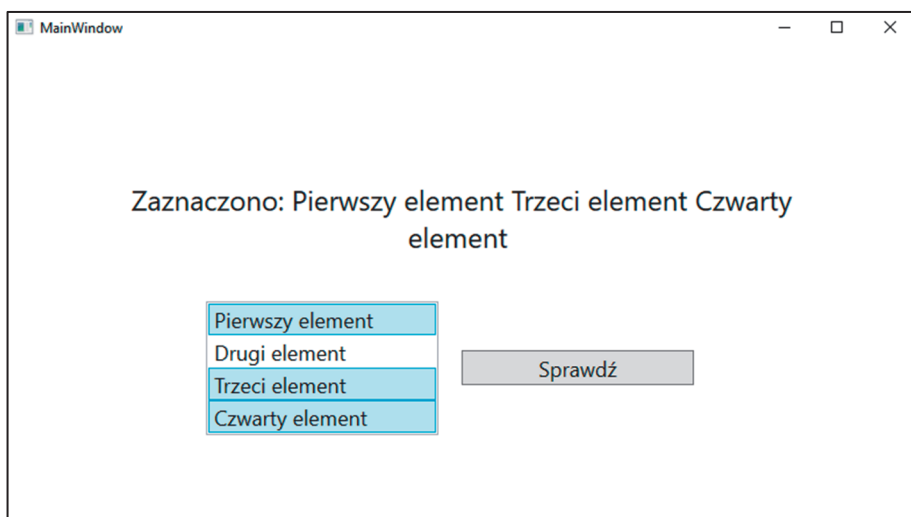 MainWindow
Zaznaczono: Pierwszy element Trzeci element Czwarty
element
Pierwszy element
Drugi element
Trzeci element
Czwarty element
Sprawdź